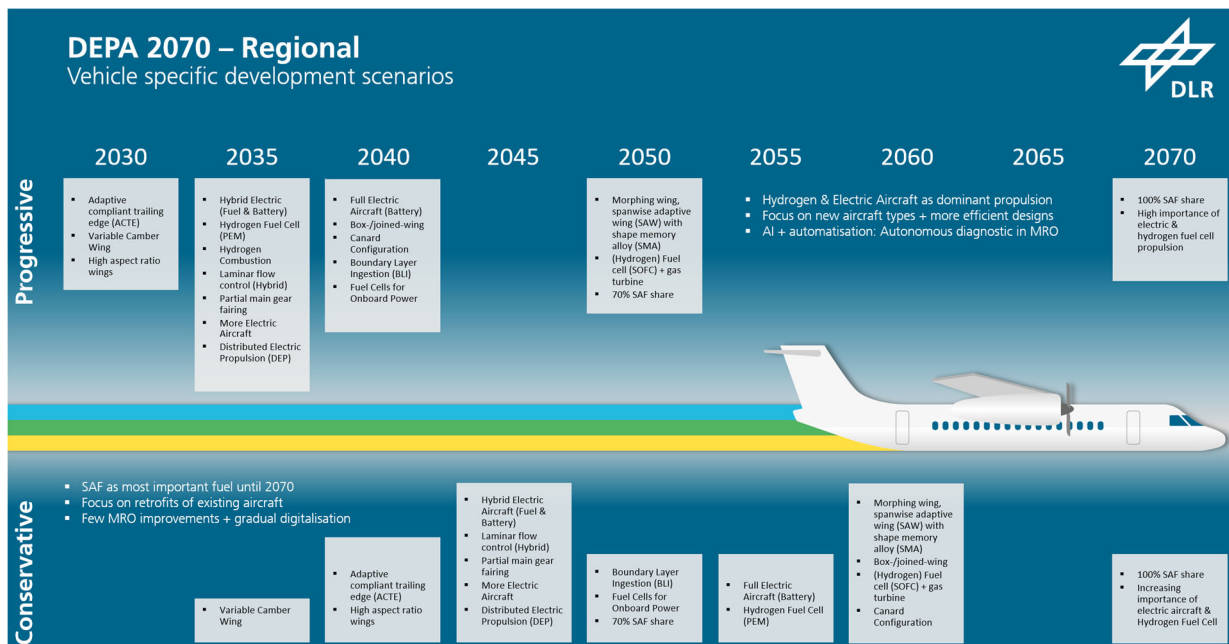 DEPA 2070 – Regional
Vehicle specific development scenarios
DLR
2030
2035
2040
2045
2050
2055
2060
2065
2070
Progressive
▪ Adaptive
compliant trailing
edge (ACTE)
▪ Variable Camber
Wing
▪ High aspect ratio
wings
▪ Hybrid Electric
(Fuel & Battery)
▪ Hydrogen Fuel Cell
(PEM)
▪ Hydrogen
Combustion
▪ Laminar flow
control (Hybrid)
▪ Partial main gear
fairing
▪ More Electric
Aircraft
▪ Distributed Electric
Propulsion (DEP)
▪ Full Electric
Aircraft (Battery)
▪ Box-/joined-wing
▪ Canard
Configuration
▪ Boundary Layer
Ingestion (BLI)
▪ Fuel Cells for
Onboard Power
▪ Morphing wing,
spanwise adaptive
wing (SAW) with
shape memory
alloy (SMA)
▪ (Hydrogen) Fuel
cell (SOFC) + gas
turbine
▪ 70% SAF share
▪ Hydrogen & Electric Aircraft as dominant propulsion
▪ Focus on new aircraft types + more efficient designs
▪ AI + automatisation: Autonomous diagnostic in MRO
▪ 100% SAF share
▪ High importance of
electric &
hydrogen fuel cell
propulsion
Conservative
▪ SAF as most important fuel until 2070
▪ Focus on retrofits of existing aircraft
▪ Few MRO improvements + gradual digitalisation
▪ Variable Camber
Wing
▪ Adaptive
compliant trailing
edge (ACTE)
▪ High aspect ratio
wings
▪ Hybrid Electric
Aircraft (Fuel &
Battery)
▪ Laminar flow
control (Hybrid)
▪ Partial main gear
fairing
▪ More Electric
Aircraft
▪ Distributed Electric
Propulsion (DEP)
▪ Boundary Layer
Ingestion (BLI)
▪ Fuel Cells for
Onboard Power
▪ 70% SAF share
▪ Full Electric
Aircraft (Battery)
▪ Hydrogen Fuel Cell
(PEM)
▪ Morphing wing,
spanwise adaptive
wing (SAW) with
shape memory
alloy (SMA)
▪ Box-/joined-wing
▪ (Hydrogen) Fuel
cell (SOFC) + gas
turbine
▪ Canard
Configuration
▪ 100% SAF share
▪ Increasing
importance of
electric aircraft &
Hydrogen Fuel Cell